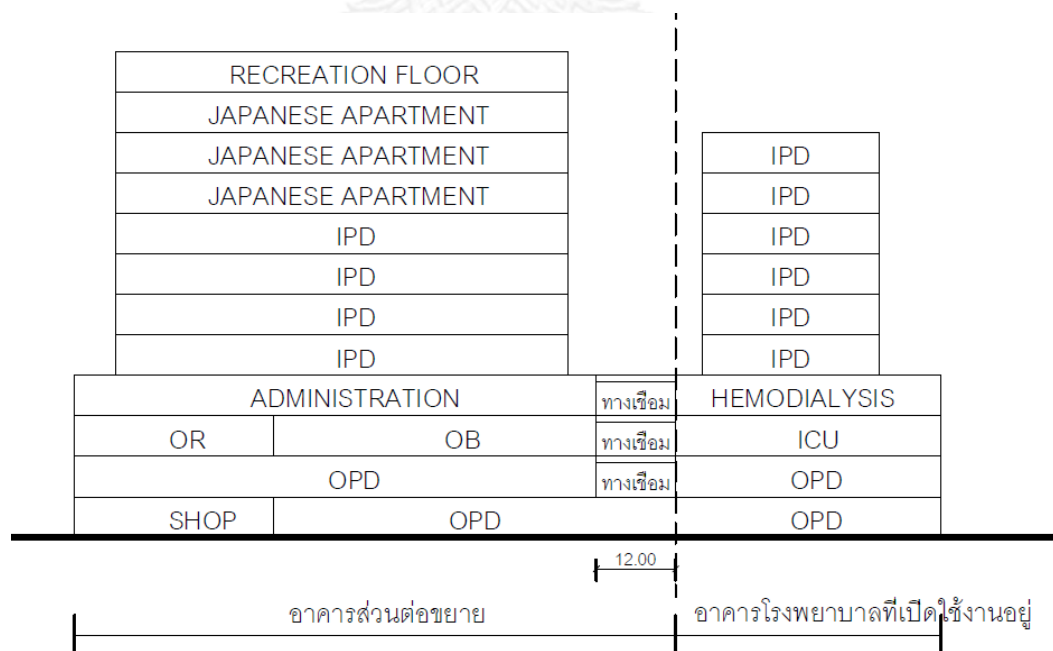 RECREATION FLOOR
JAPANESE APARTMENT
JAPANESE APARTMENT IPD
JAPANESE APARTMENT IPD
IPD IPD
IPD IPD
IPD IPD
IPD IPD
ADMINISTRATION ทางเชื่อม HEMODIALYSIS
OR OB ทางเชื่อม ICU
OPD ทางเชื่อม OPD
SHOP OPD OPD
12.00
อาคารส่วนต่อขยาย อาคารโรงพยาบาลที่เปิดใช้งานอยู่